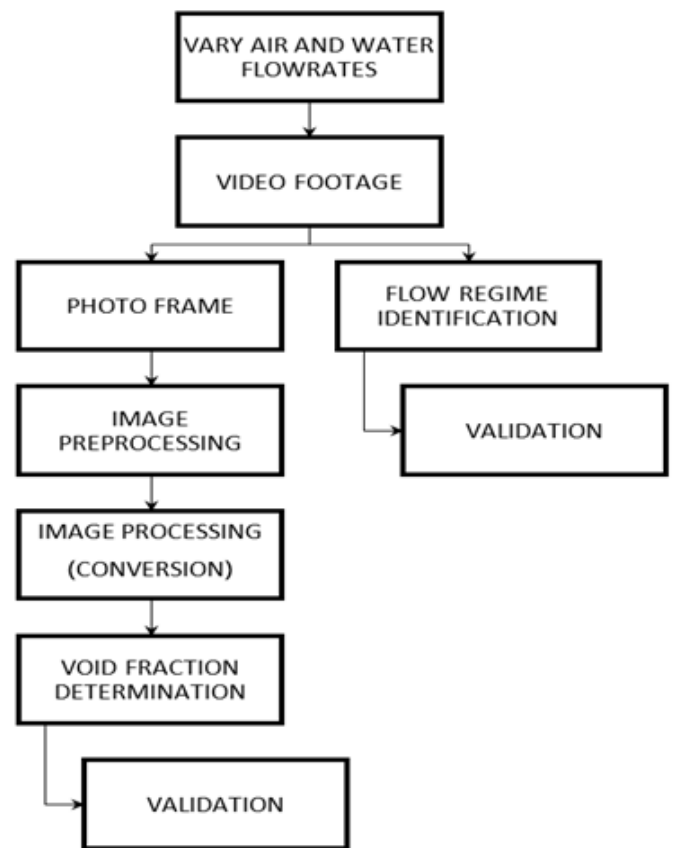 VARY AIR AND WATER
FLOWRATES
VIDEO FOOTAGE
PHOTO FRAME
FLOW REGIME
IDENTIFICATION
IMAGE
PREPROCESSING
VALIDATION
IMAGE PROCESSING
(CONVERSION)
VOID FRACTION
DETERMINATION
VALIDATION